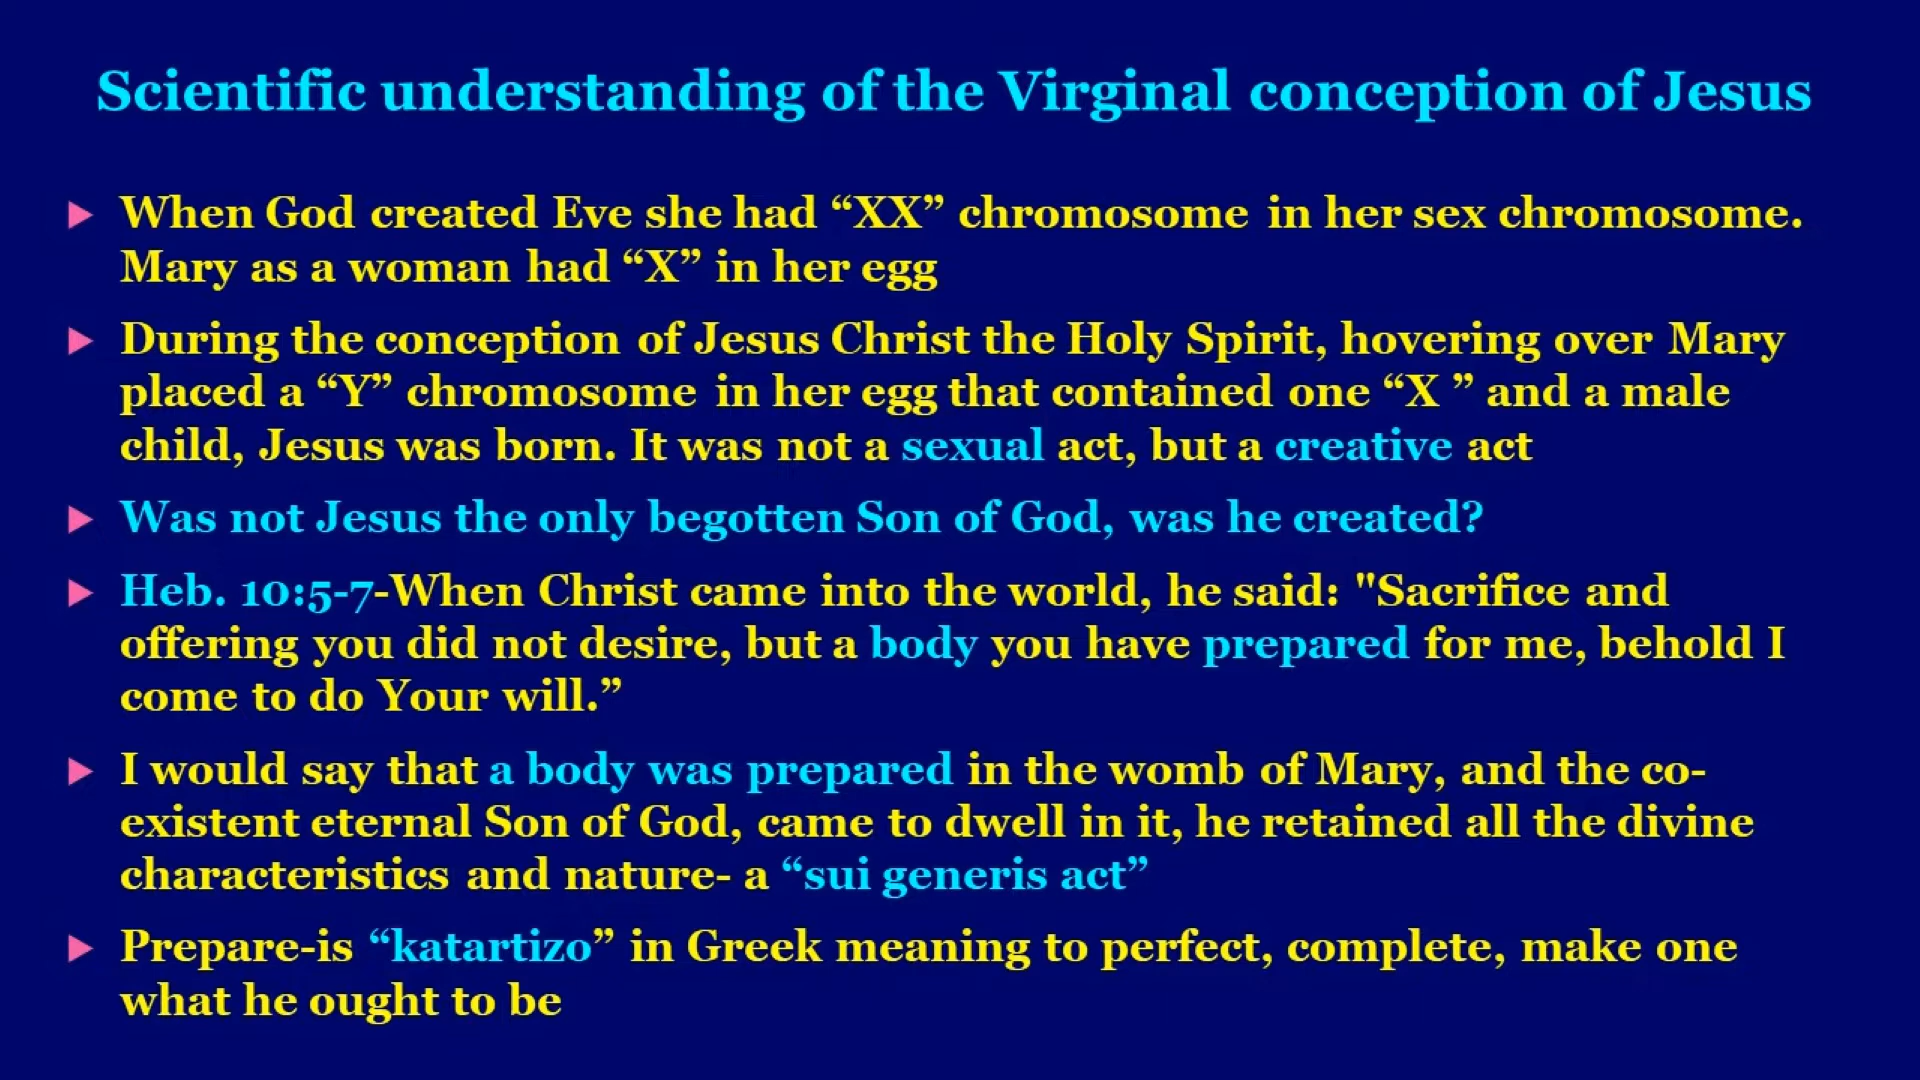 Scientific understanding of the Virginal conception of Jesus
When God created Eve she had “XX” chromosome in her sex chromosome.
Mary as a woman had “X” in her egg
During the conception of Jesus Christ the Holy Spirit, hovering over Mary
placed a “Y” chromosome in her egg that contained one “X ” and a male
child, Jesus was born. It was not a sexual act, but a creative act
Was not Jesus the only begotten Son of God, was he created?
Heb. 10:5-7-When Christ came into the world, he said: "Sacrifice and
offering you did not desire, but a body you have prepared for me, behold I
come to do Your will.”
I would say that a body was prepared in the womb of Mary, and the co-
existent eternal Son of God, came to dwell in it, he retained all the divine
characteristics and nature- a “sui generis act”
Prepare-is “katartizo” in Greek meaning to perfect, complete, make one
what he ought to be